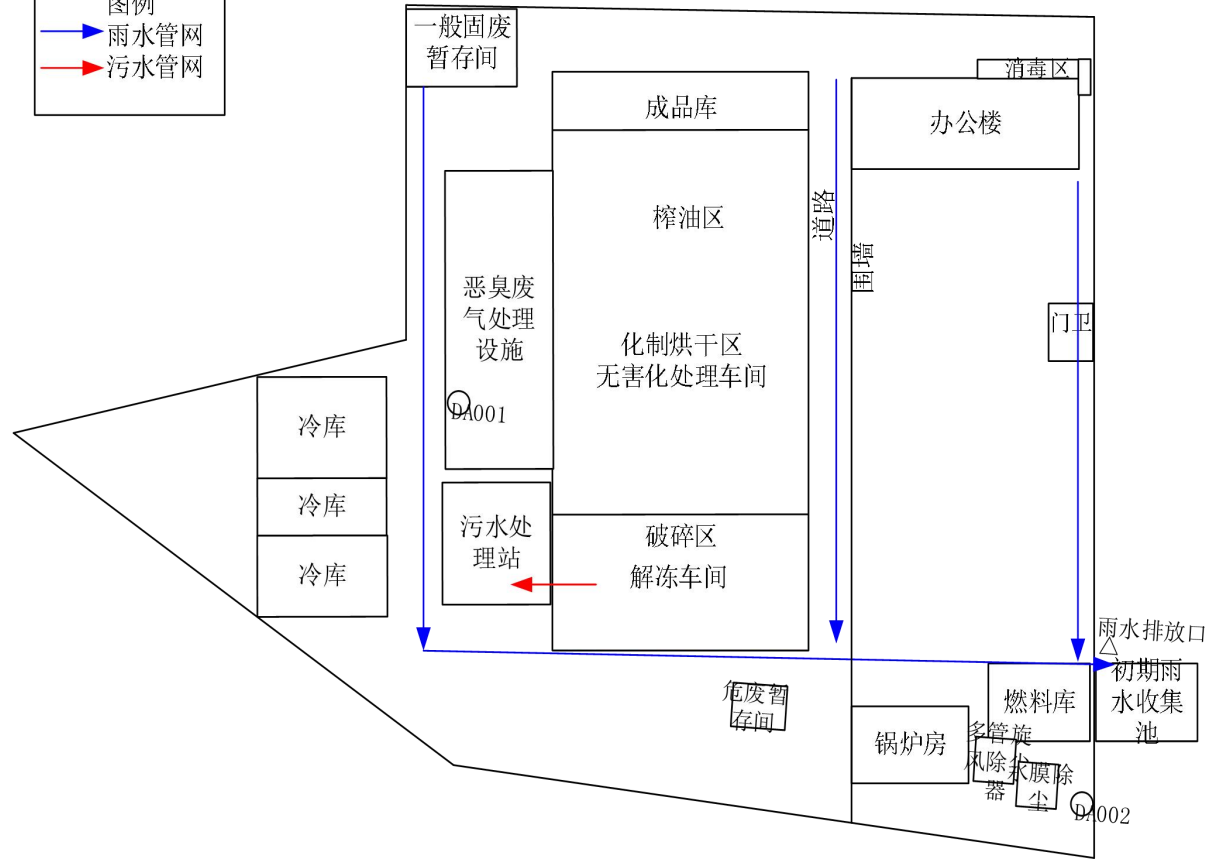 图例
雨水管网
污水管网
一般固废
暂存间
消毒区
成品库
办公楼
道路
榨油区
围墙
恶臭废
气处理
设施
门卫
化制烘干区
无害化处理车间
DA001
冷库
冷库
冷库
污水处
理站
破碎区
解冻车间
雨水排放口
初期雨
水收集
池
危废暂
存间
燃料库
锅炉房
多管旋
风除尘
器
水膜除
尘
DA002